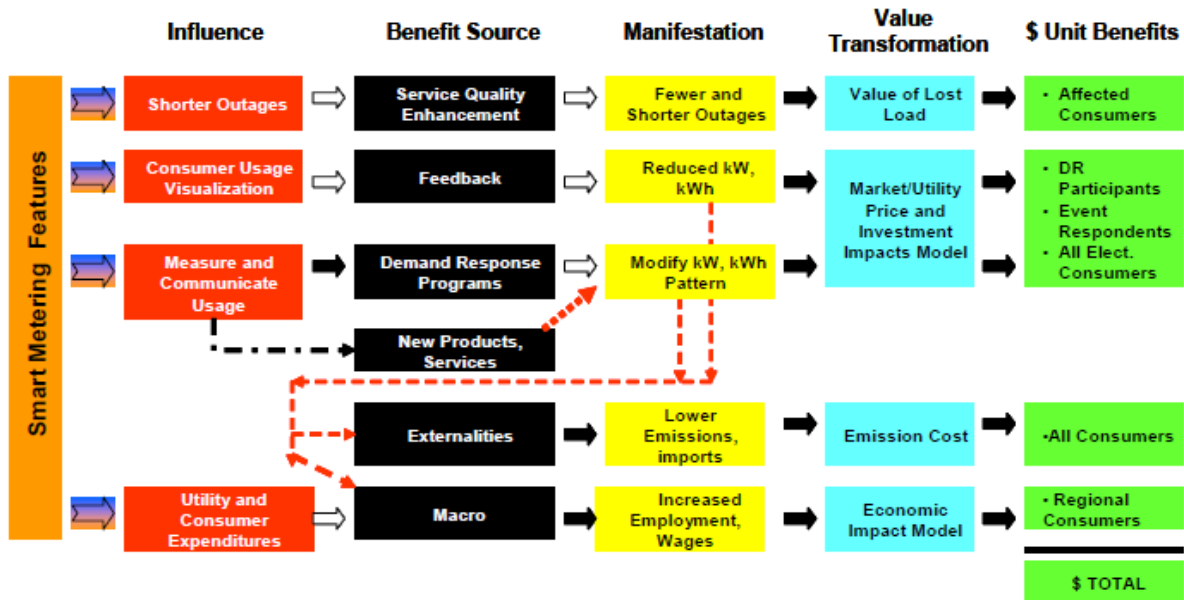 Influence
Benefit Source
Manifestation
Value
Transformation
$ Unit Benefits
Smart Metering Features
Shorter Outages
Service Quality
Enhancement
Fewer and
Shorter Outages
Value of Lost
Load
• Affected
Consumers
Consumer Usage
Visualization
Feedback
Reduced kW,
kWh
Market/Utility
Price and
Investment
Impacts Model
• DR
Participants
• Event
Respondents
• All Elect.
Consumers
Measure and
Communicate
Usage
Demand Response
Programs
Modify kW, kWh
Pattern
New Products,
Services
Externalities
Lower
Emissions,
imports
Emission Cost
•All Consumers
Utility and
Consumer
Expenditures
Macro
Increased
Employment,
Wages
Economic
Impact Model
• Regional
Consumers
$ TOTAL